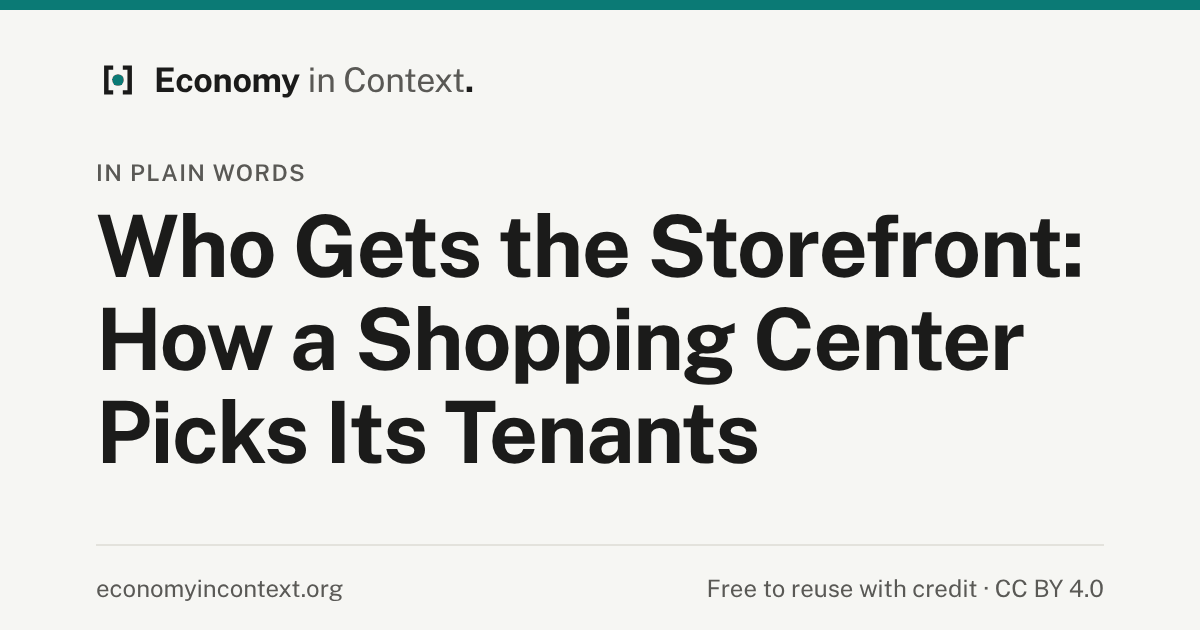 Economy in Context.
IN PLAIN WORDS
Who Gets the Storefront:
How a Shopping Center
Picks Its Tenants
economyincontext.org
Free to reuse with credit · CC BY 4.0